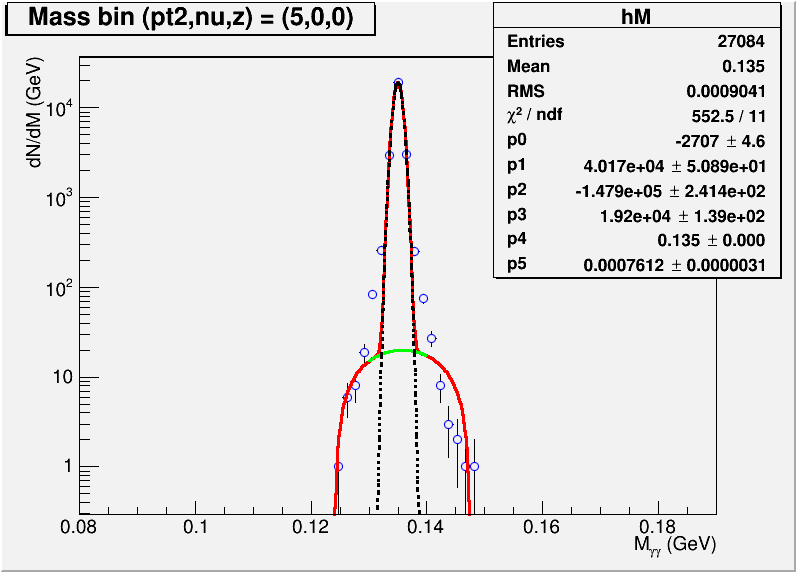 Mass bin (pt2,nu,z) = (5,0,0)
hM
Entries 27084
Mean 0.135
RMS 0.0009041
χ² / ndf 552.5 / 11
p0 -2707 ± 4.6
p1 4.017e+04 ± 5.089e+01
p2 -1.479e+05 ± 2.414e+02
p3 1.92e+04 ± 1.39e+02
p4 0.135 ± 0.000
p5 0.0007612 ± 0.0000031
dN/dM (GeV)
10⁴
10³
10²
10
1
0.08 0.1 0.12 0.14 0.16 0.18
Mγγ (GeV)